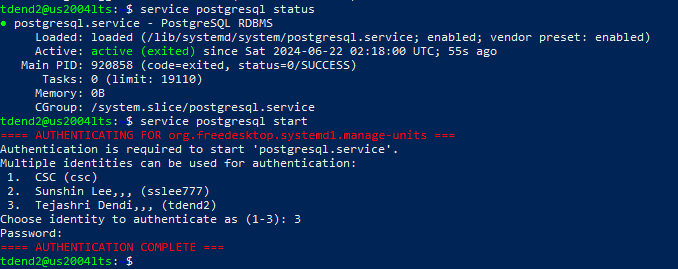 tdend2@us2004lts:~$ service postgresql status
● postgresql.service - PostgreSQL RDBMS
Loaded: loaded (/lib/systemd/system/postgresql.service; enabled; vendor preset: enabled)
Active: active (exited) since Sat 2024-06-22 02:18:00 UTC; 55s ago
Main PID: 920858 (code=exited, status=0/SUCCESS)
Tasks: 0 (limit: 19110)
Memory: 0B
CGroup: /system.slice/postgresql.service
tdend2@us2004lts:~$ service postgresql start
==== AUTHENTICATING FOR org.freedesktop.systemd1.manage-units ===
Authentication is required to start 'postgresql.service'.
Multiple identities can be used for authentication:
1. CSC (csc)
2. Sunshin Lee,,, (sslee777)
3. Tejashri Dendi,,, (tdend2)
Choose identity to authenticate as (1-3): 3
Password:
==== AUTHENTICATION COMPLETE ===
tdend2@us2004lts:~$